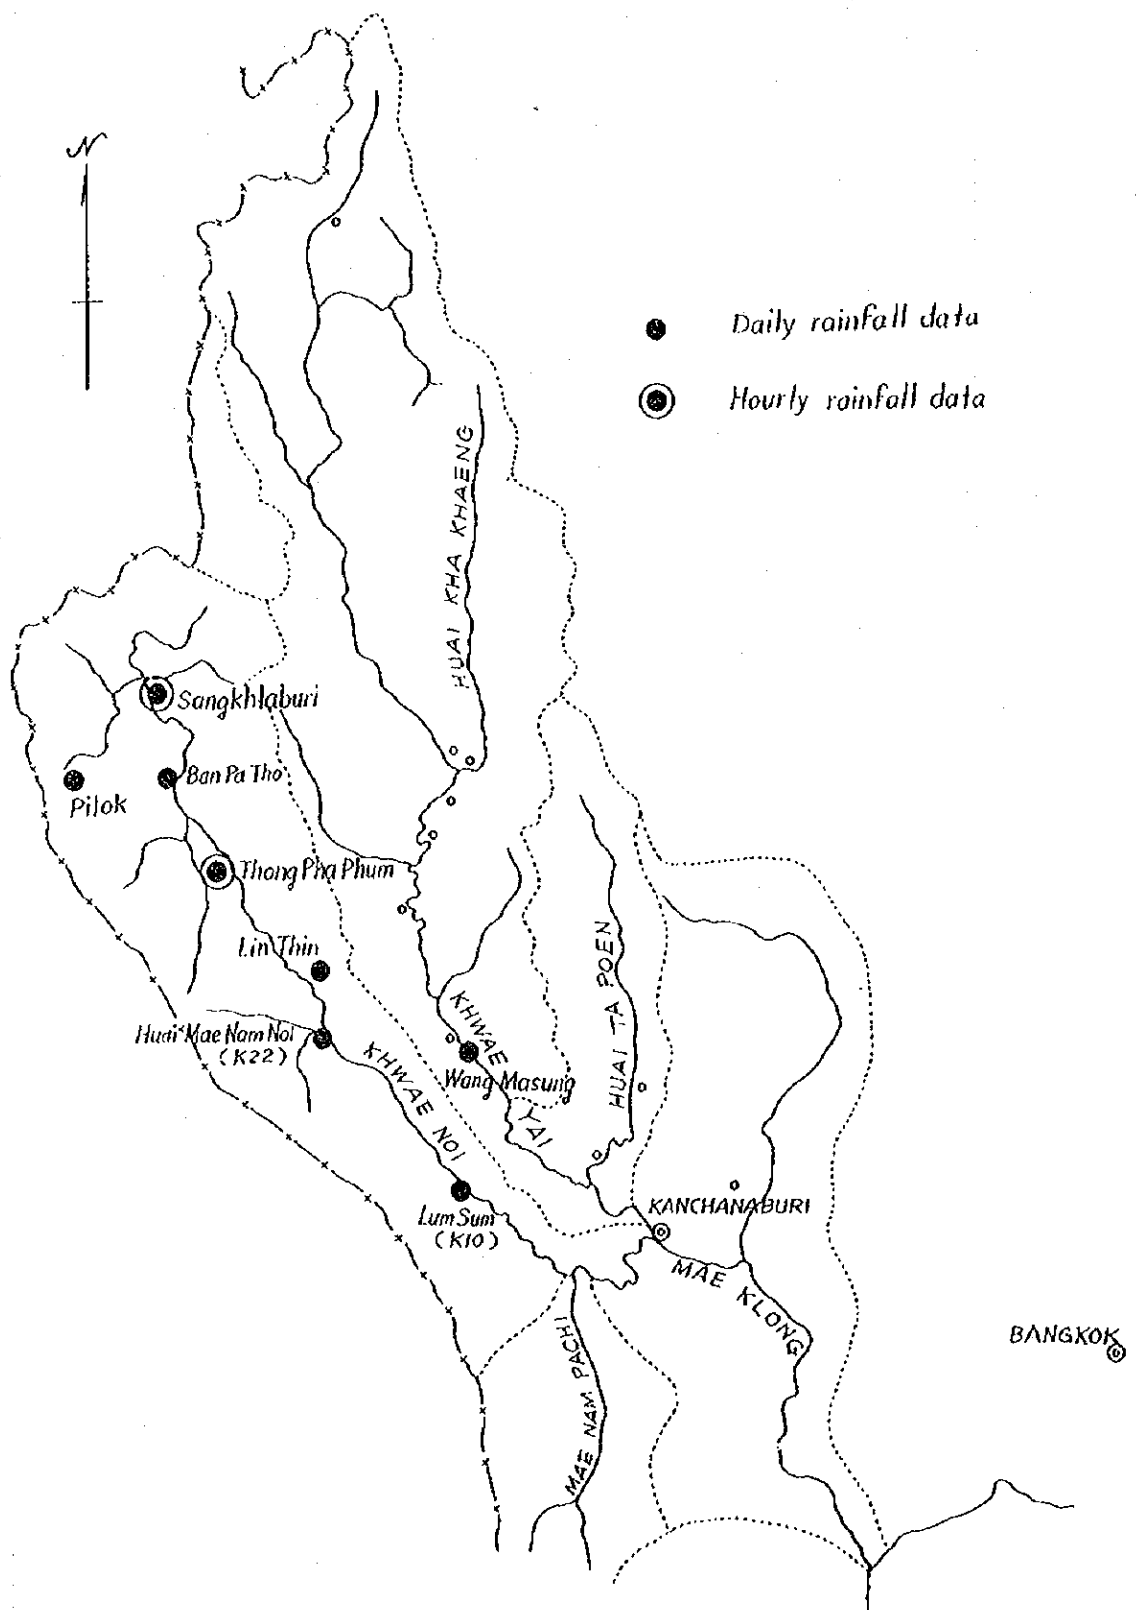 N
Daily rainfall data
Hourly rainfall data
HUAI KHA KHAENG
Sangkhlaburi
Ban Pa Tho
Pilok
Thong Pha Phum
Lin Thin
HUAI TA POEN
Huai Mae Nam Noi
(K22)
KHWAE YAI
Wang Masung
KHWAE NOI
Lum Sum
(K10)
KANCHANABURI
MAE KLONG
BANGKOK
MAE NAM PACHI